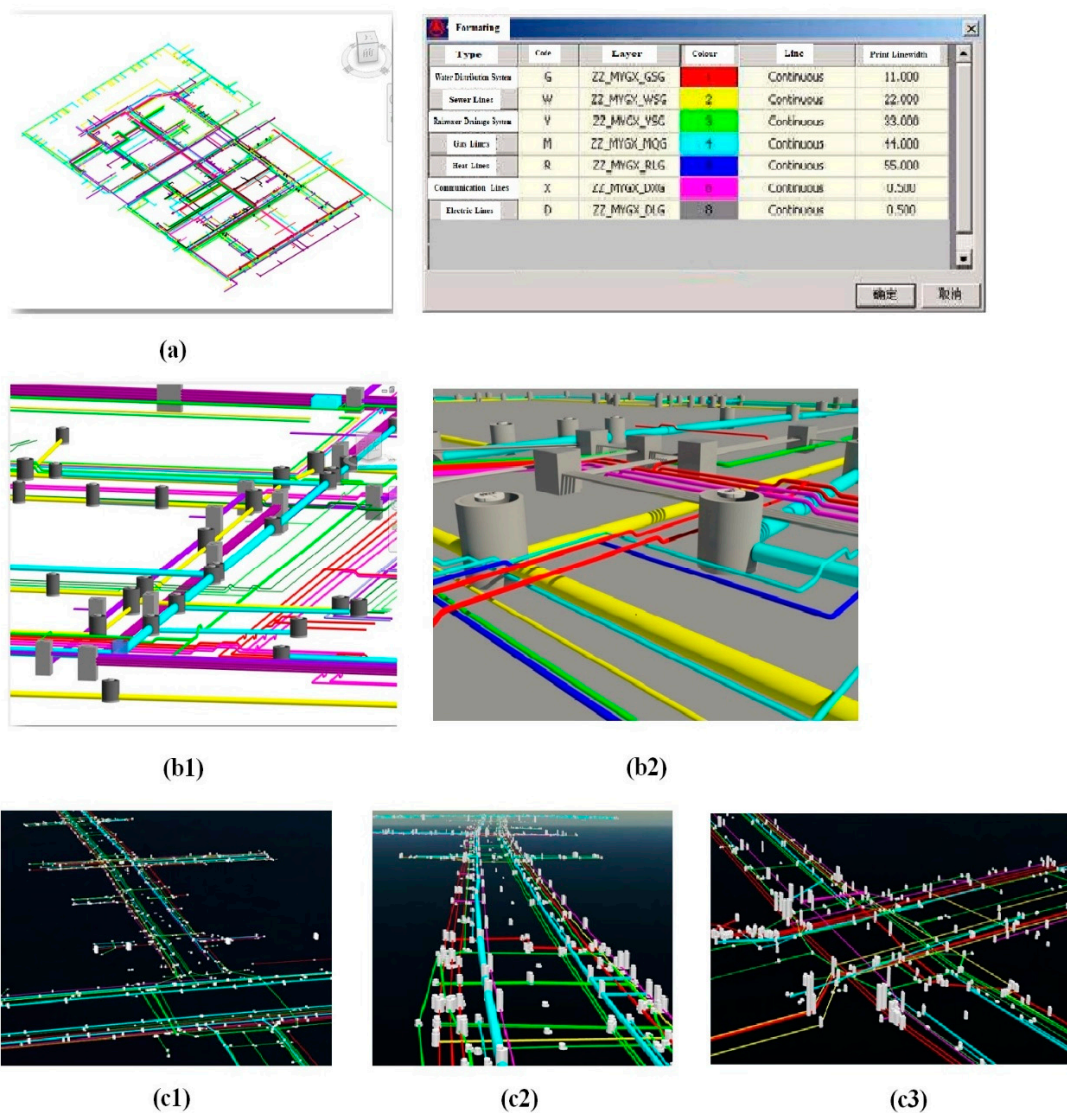 Formating
Type Code Layer Colour Line Print Linewidth
Water Distribution System G ZZ_MYGX_GSG 1 Continuous 11.000
Sewer Lines W ZZ_MYGX_WSG 2 Continuous 22.000
Rainwater Drainage System Y ZZ_MYGX_YSG 3 Continuous 33.000
Gas Lines M ZZ_MYGX_MQG 4 Continuous 44.000
Heat Lines R ZZ_MYGX_RLG Continuous 55.000
Communication Lines X ZZ_MYGX_DXG 6 Continuous 0.500
Electric Lines D ZZ_MYGX_DLG 8 Continuous 0.500
确定 取消
(a)
(b1) (b2)
(c1) (c2) (c3)